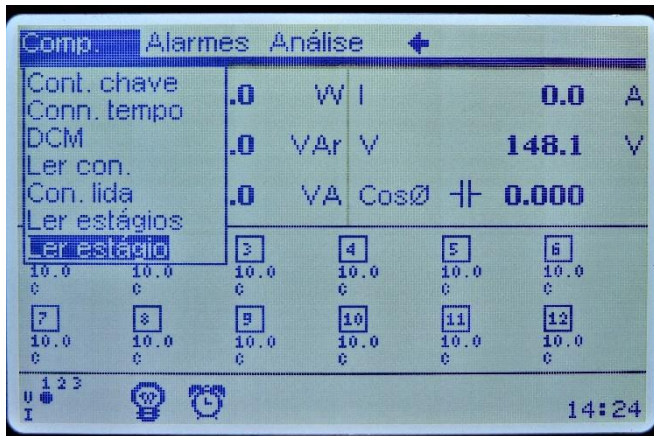 Comp. Alarmes Análise
Cont. chave
Conn. tempo
DCM
Ler con.
Con. lida
Ler estágios
Ler estágio
.0 W I 0.0 A
.0 VAr V 148.1 V
.0 VA CosØ 0.000
3 4 5 6
10.0 10.0 10.0 10.0 10.0 10.0
C C C C C C
7 8 9 10 11 12
10.0 10.0 10.0 10.0 10.0 10.0
C C C C C C
1 2 3
V
I
14:24